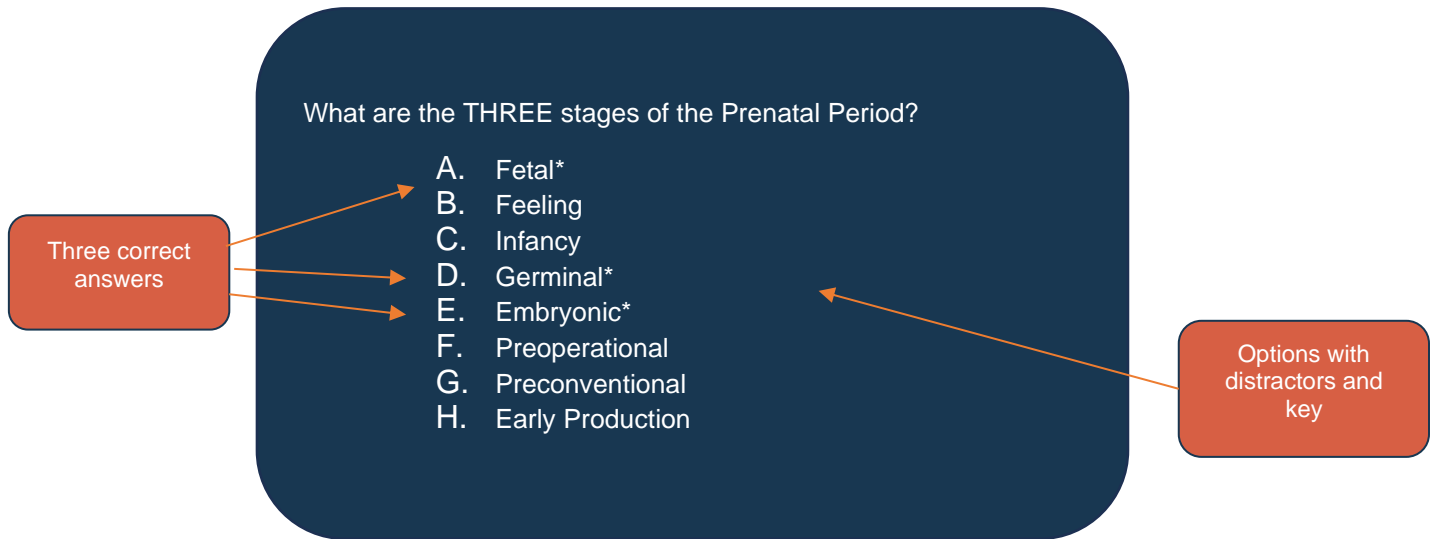 What are the THREE stages of the Prenatal Period?
A. Fetal*
B. Feeling
C. Infancy
D. Germinal*
E. Embryonic*
F. Preoperational
G. Preconventional
H. Early Production
Three correct
answers
Options with
distractors and
key